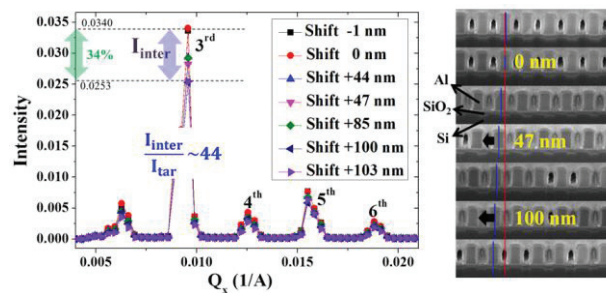 0.035
0.030
0.025
0.020
0.015
0.010
0.005
0.000
Intensity
0.0340
0.0253
34%
I_inter
3rd
I_inter
I_tar
~44
4th
5th
6th
Shift -1 nm
Shift 0 nm
Shift +44 nm
Shift +47 nm
Shift +85 nm
Shift +100 nm
Shift +103 nm
0.005
0.010
0.015
0.020
Q_x (1/A)
Al
SiO₂
Si
0 nm
47 nm
100 nm